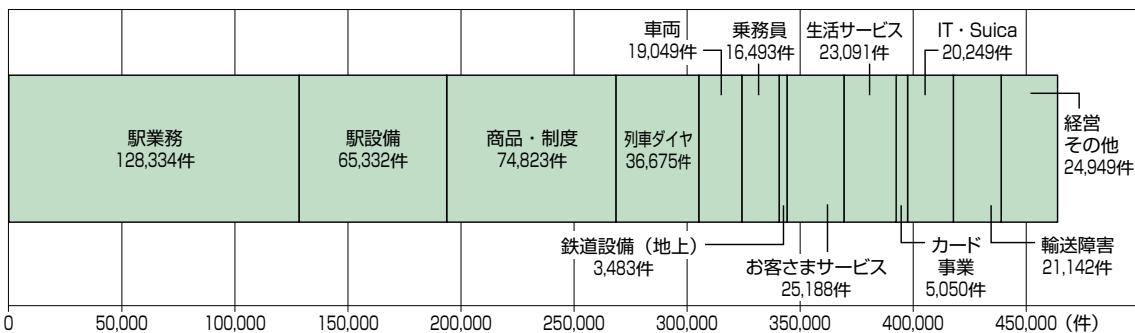 車両
19,049件
乗務員
16,493件
生活サービス
23,091件
IT・Suica
20,249件
駅業務
128,334件
駅設備
65,332件
商品・制度
74,823件
列車ダイヤ
36,675件
経営
その他
24,949件
鉄道設備（地上）
3,483件
お客さまサービス
25,188件
カード
事業
5,050件
輸送障害
21,142件
0 50,000 100,000 150,000 200,000 250,000 300,000 350,000 400,000 450,000 （件）